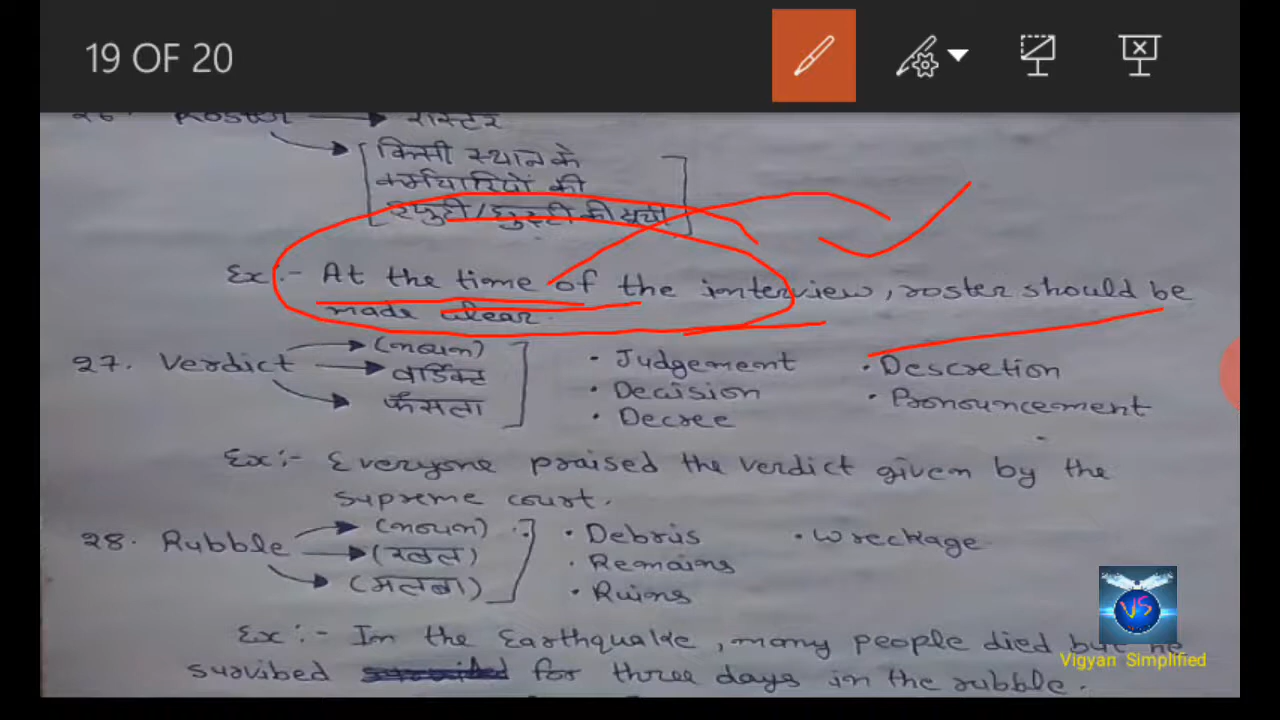 19 OF 20
Roster → रोस्टर
[किसी स्थान के
कर्मचारियों की
ड्यूटी/छुट्टी की सूची]
Ex:- At the time of the interview, roster should be
made clear.
27. Verdict → (noun) • Judgement • Descretion
→ वर्डिक्ट • Decision • Pronouncement
→ फैसला • Decree
Ex:- Everyone praised the verdict given by the
supreme court.
28. Rubble → (noun) • Debris • Wreckage
→ (रबल) • Remains
→ (मलबा) • Ruins
Ex:- In the Earthquake, many people died but he
survibed for three days in the rubble.
VS
Vigyan Simplified